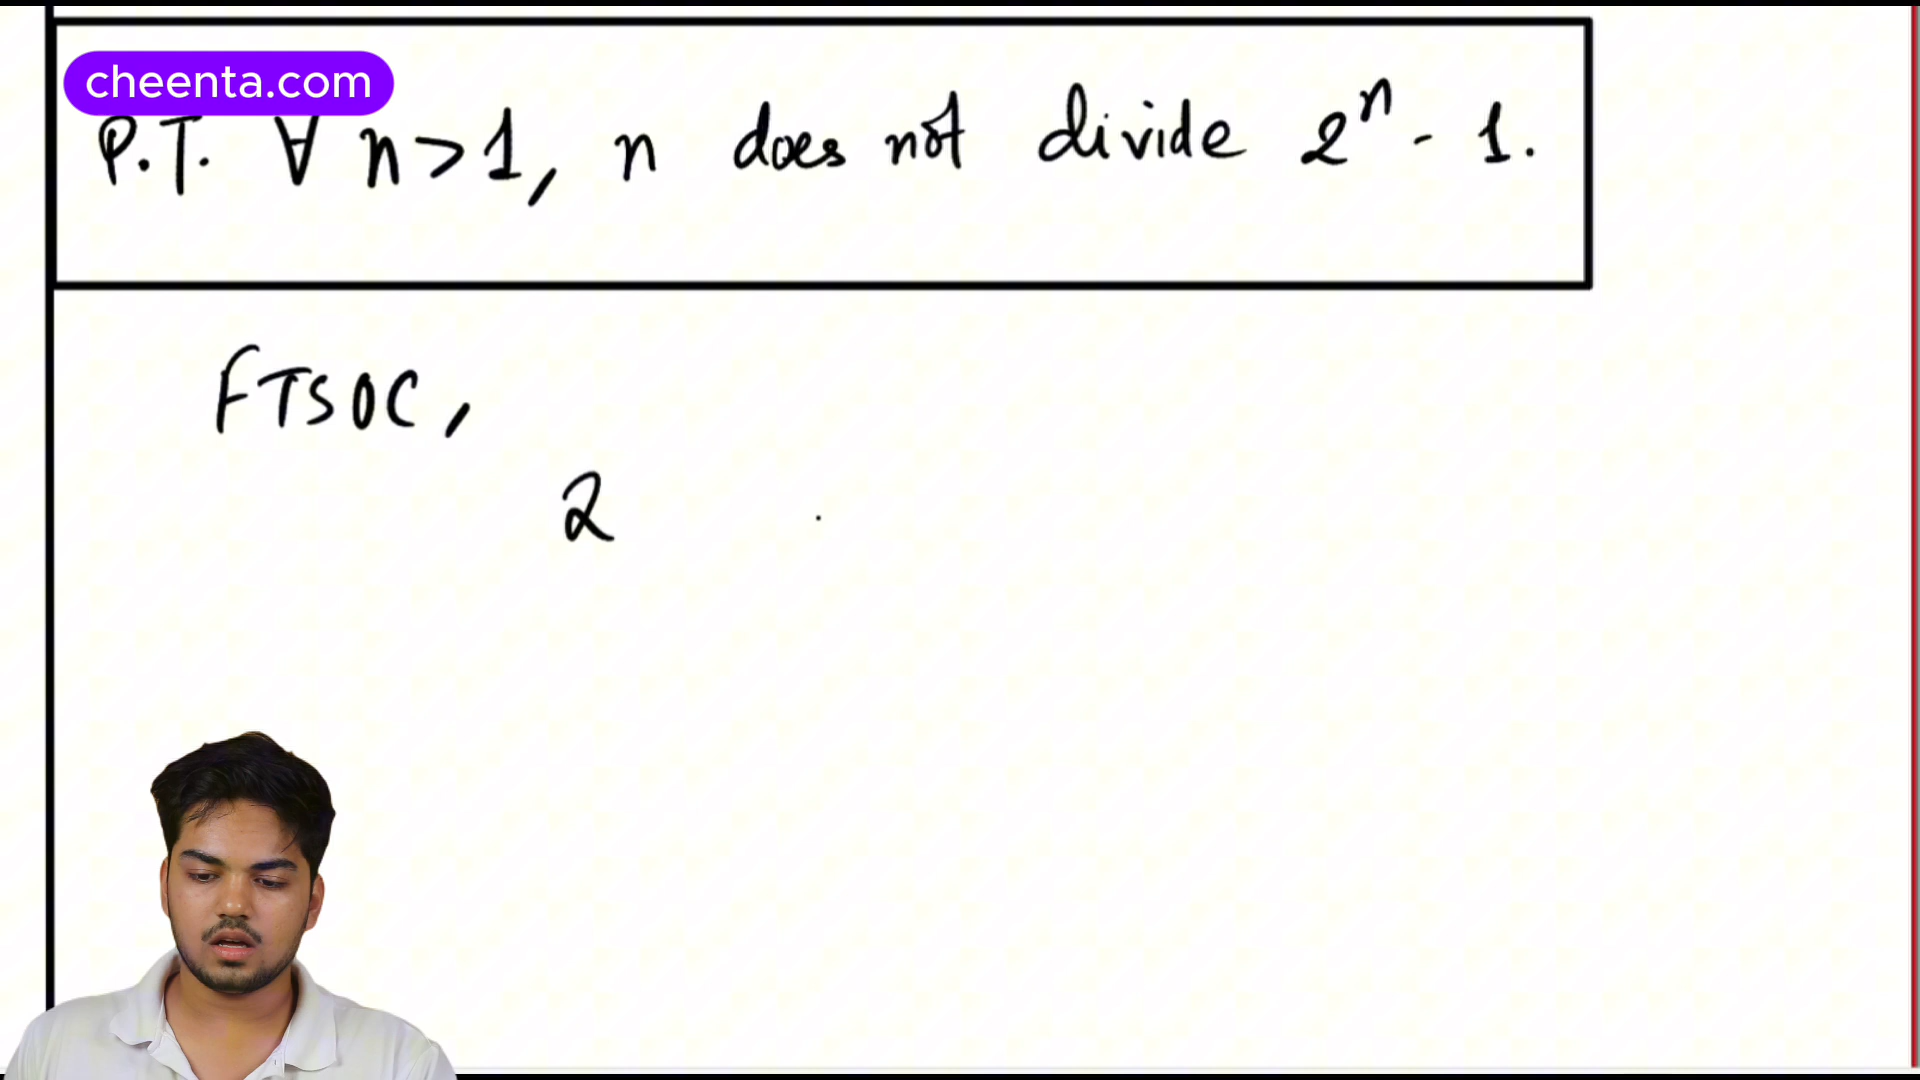 cheenta.com
P.T. ∀ n>1, n does not divide 2ⁿ - 1.
FTSOC,
2